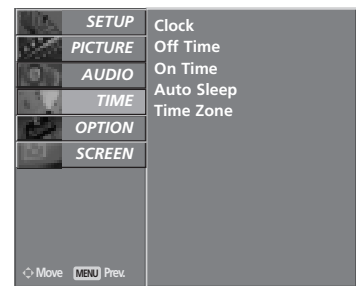 SETUP
PICTURE
AUDIO
TIME
OPTION
SCREEN
Move MENU Prev.
Clock
Off Time
On Time
Auto Sleep
Time Zone